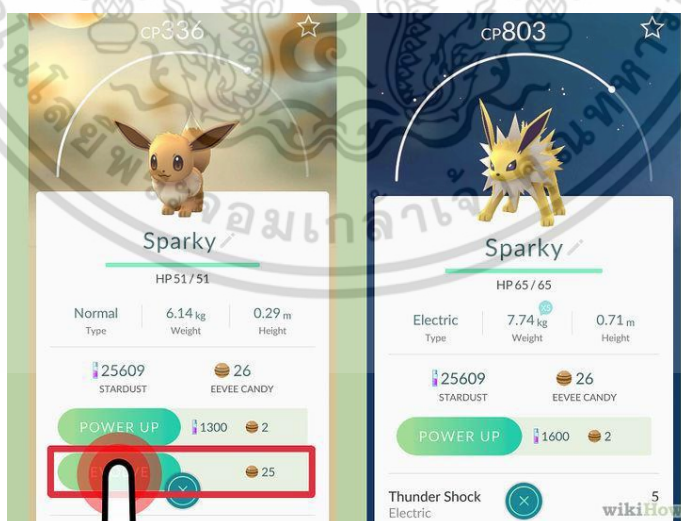 CP336
Sparky
HP 51 / 51
Normal
Type
6.14 kg
Weight
0.29 m
Height
25609
STARDUST
26
EEVEE CANDY
POWER UP
1300
2
25
CP803
Sparky
HP 65 / 65
Electric
Type
XS
7.74 kg
Weight
0.71 m
Height
25609
STARDUST
26
EEVEE CANDY
POWER UP
1600
2
Thunder Shock
5
Electric
wikiHow